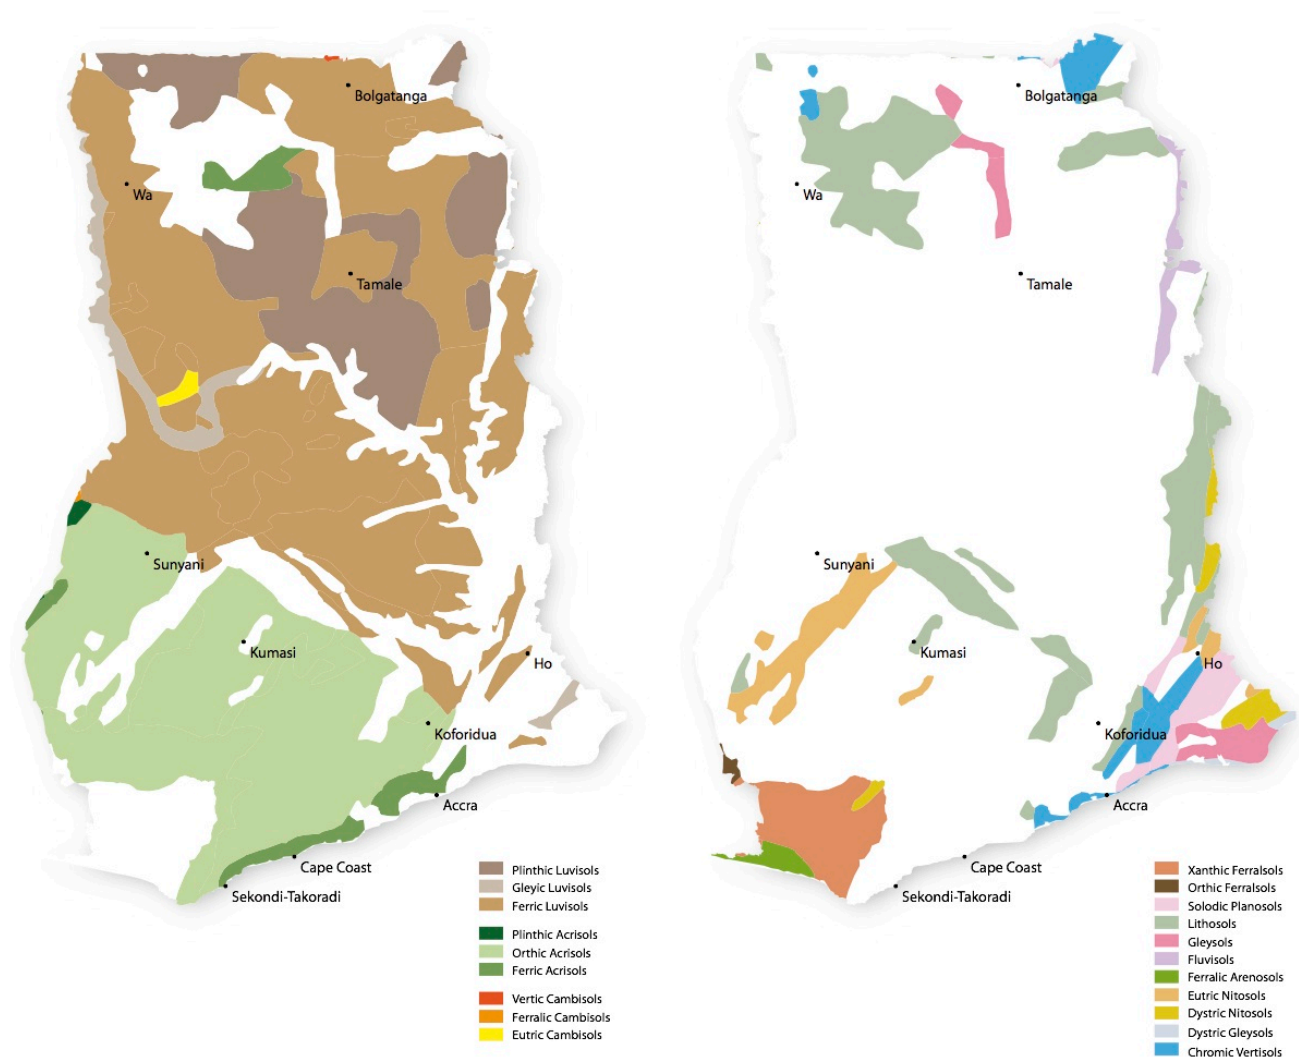 Bolgatanga
Wa
Tamale
Sunyani
Kumasi
Ho
Koforidua
Accra
Cape Coast
Sekondi-Takoradi
Plinthic Luvisols
Gleyic Luvisols
Ferric Luvisols
Plinthic Acrisols
Orthic Acrisols
Ferric Acrisols
Vertic Cambisols
Ferralic Cambisols
Eutric Cambisols
Bolgatanga
Wa
Tamale
Sunyani
Kumasi
Ho
Koforidua
Accra
Cape Coast
Sekondi-Takoradi
Xanthic Ferralsols
Orthic Ferralsols
Solodic Planosols
Lithosols
Gleysols
Fluvisols
Ferralic Arenosols
Eutric Nitosols
Dystric Nitosols
Dystric Gleysols
Chromic Vertisols